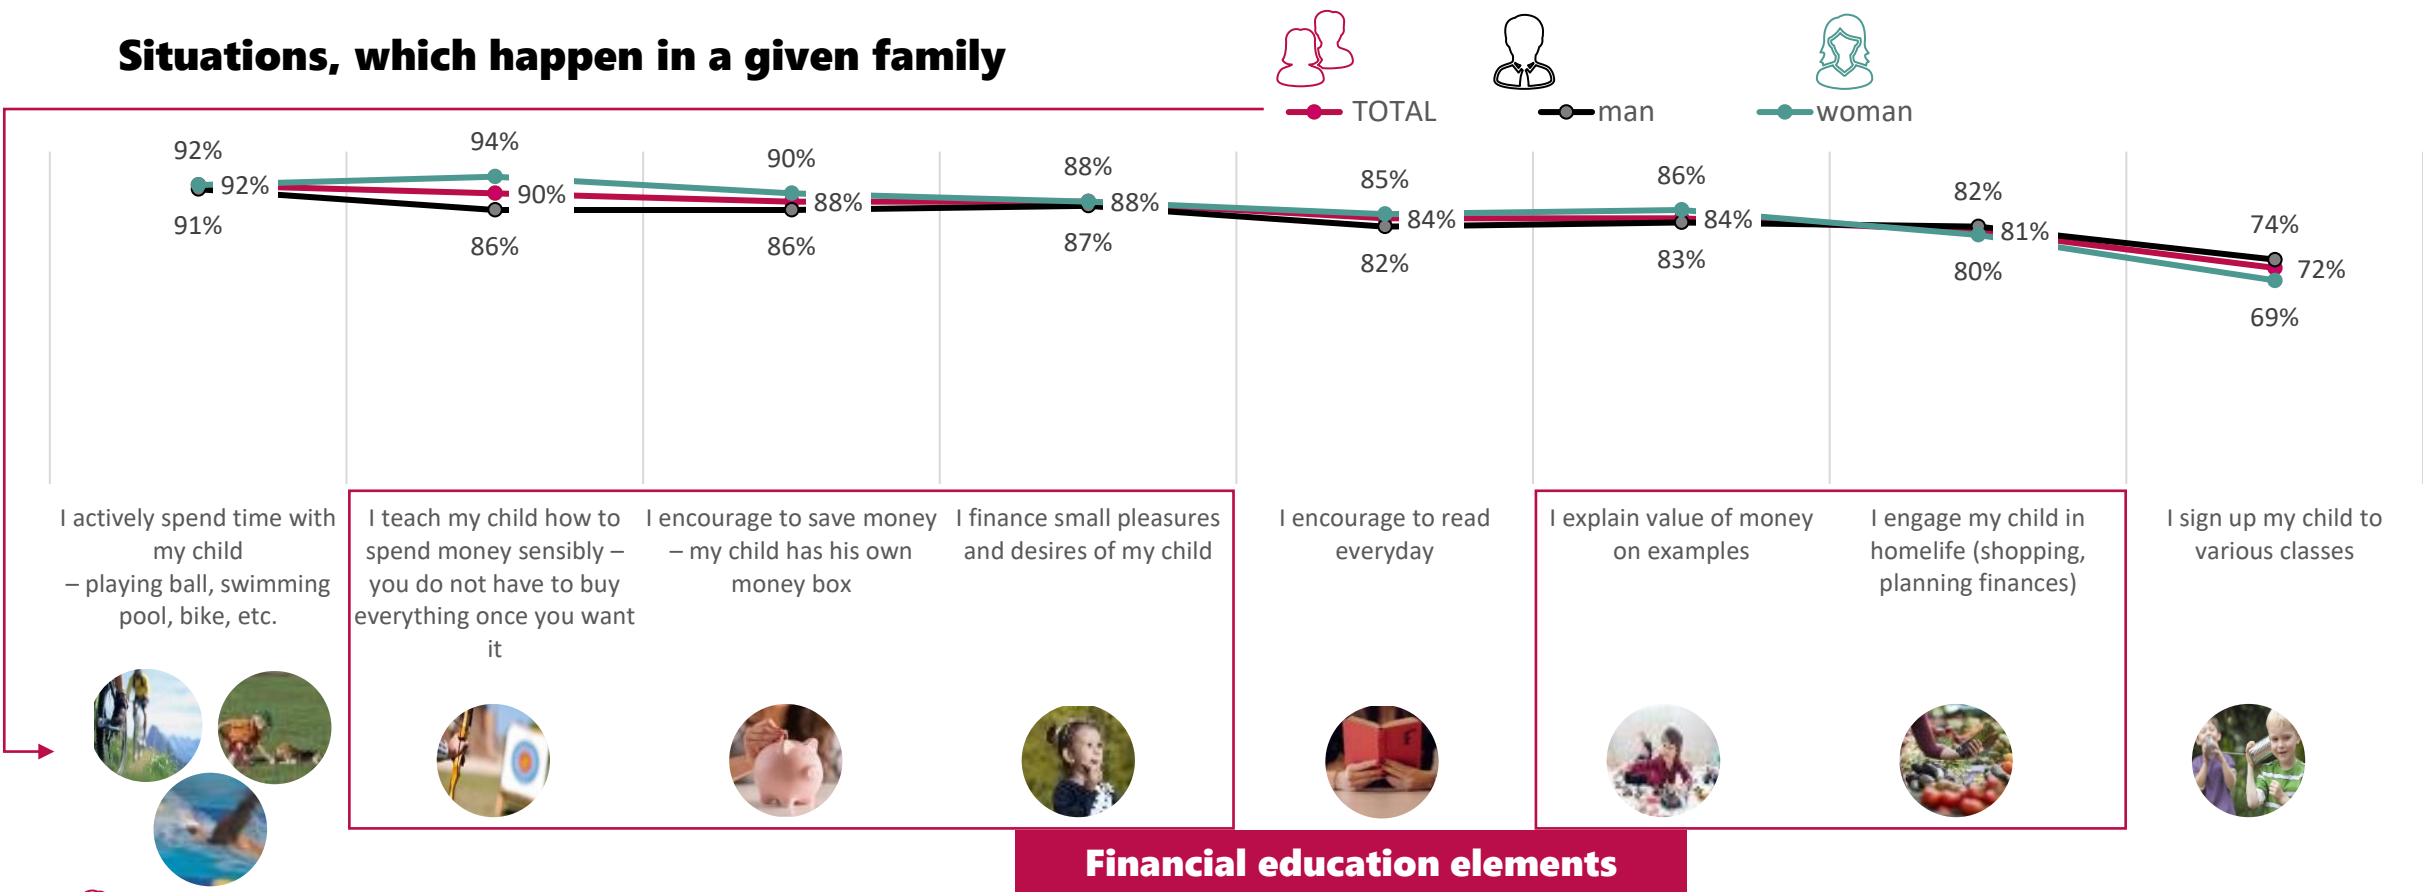 Situations, which happen in a given family
TOTAL
man
woman
92%
92%
91%
94%
90%
86%
90%
88%
86%
88%
88%
87%
85%
84%
82%
86%
84%
83%
82%
81%
80%
74%
72%
69%
I actively spend time with
my child
– playing ball, swimming
pool, bike, etc.
I teach my child how to
spend money sensibly –
you do not have to buy
everything once you want
it
I encourage to save money
– my child has his own
money box
I finance small pleasures
and desires of my child
I encourage to read
everyday
I explain value of money
on examples
I engage my child in
homelife (shopping,
planning finances)
I sign up my child to
various classes
Financial education elements